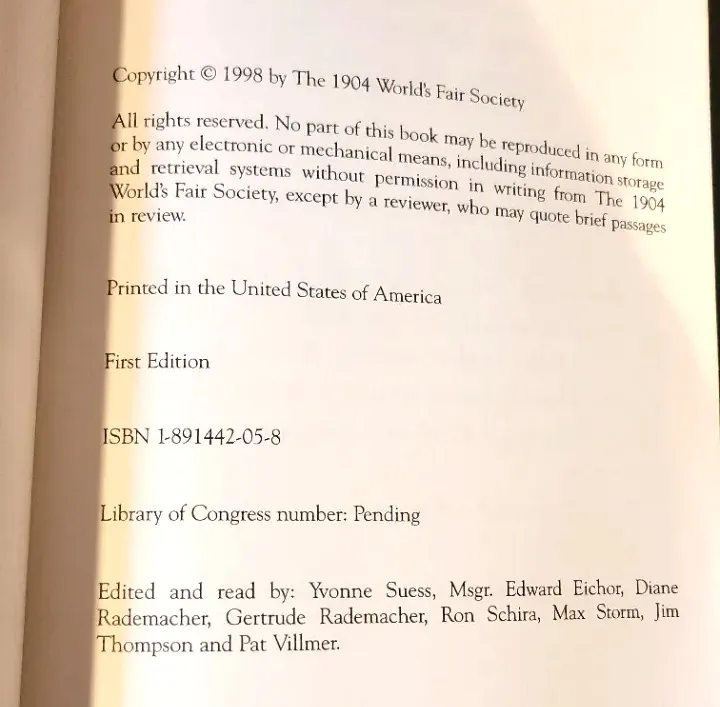 Copyright © 1998 by The 1904 World's Fair Society
All rights reserved. No part of this book may be reproduced in any form
or by any electronic or mechanical means, including information storage
and retrieval systems without permission in writing from The 1904
World's Fair Society, except by a reviewer, who may quote brief passages
in review.
Printed in the United States of America
First Edition
ISBN 1-891442-05-8
Library of Congress number: Pending
Edited and read by: Yvonne Suess, Msgr. Edward Eichor, Diane
Rademacher, Gertrude Rademacher, Ron Schira, Max Storm, Jim
Thompson and Pat Villmer.